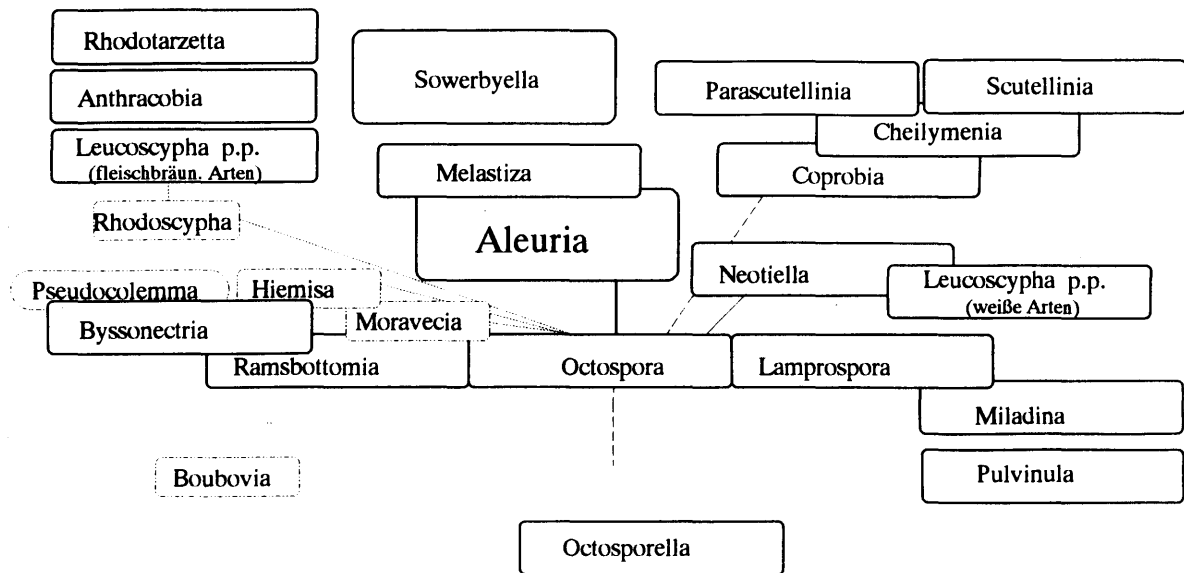 Rhodotarzetta
Sowerbyella
Parascutellinia
Scutellinia
Anthracobia
Cheilymenia
Leucoscypha p.p.
(fleischbräun. Arten)
Melastiza
Coprobia
Rhodoscypha
Aleuria
Neotiella
Leucoscypha p.p.
(weiße Arten)
Pseudocolemma
Hiemisa
Moravecia
Byssonectria
Ramsbottomia
Octospora
Lamprospora
Miladina
Boubovia
Pulvinula
Octosporella